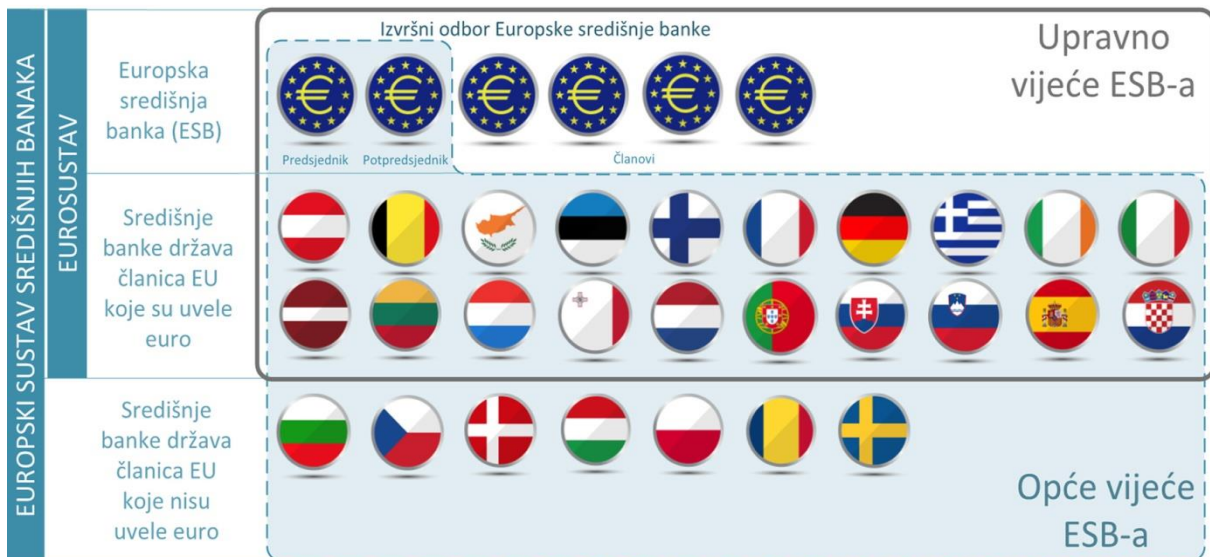 EUROPSKI SUSTAV SREDIŠNJIH BANAKA
EUROSUSTAV
Europska
središnja
banka (ESB)
Izvršni odbor Europske središnje banke
Upravno
vijeće ESB-a
Predsjednik
Potpredsjednik
Članovi
Središnje
banke država
članica EU
koje su uvele
euro
Središnje
banke država
članica EU
koje nisu
uvele euro
Opće vijeće
ESB-a